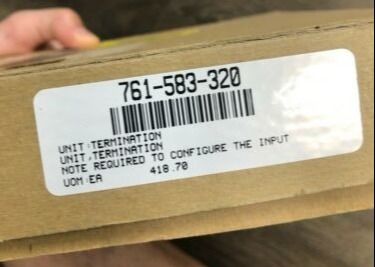 761-583-320
UNIT:TERMINATION
UNIT,TERMINATION
NOTE REQUIRED TO CONFIGURE THE INPUT
UOM:EA 418.70